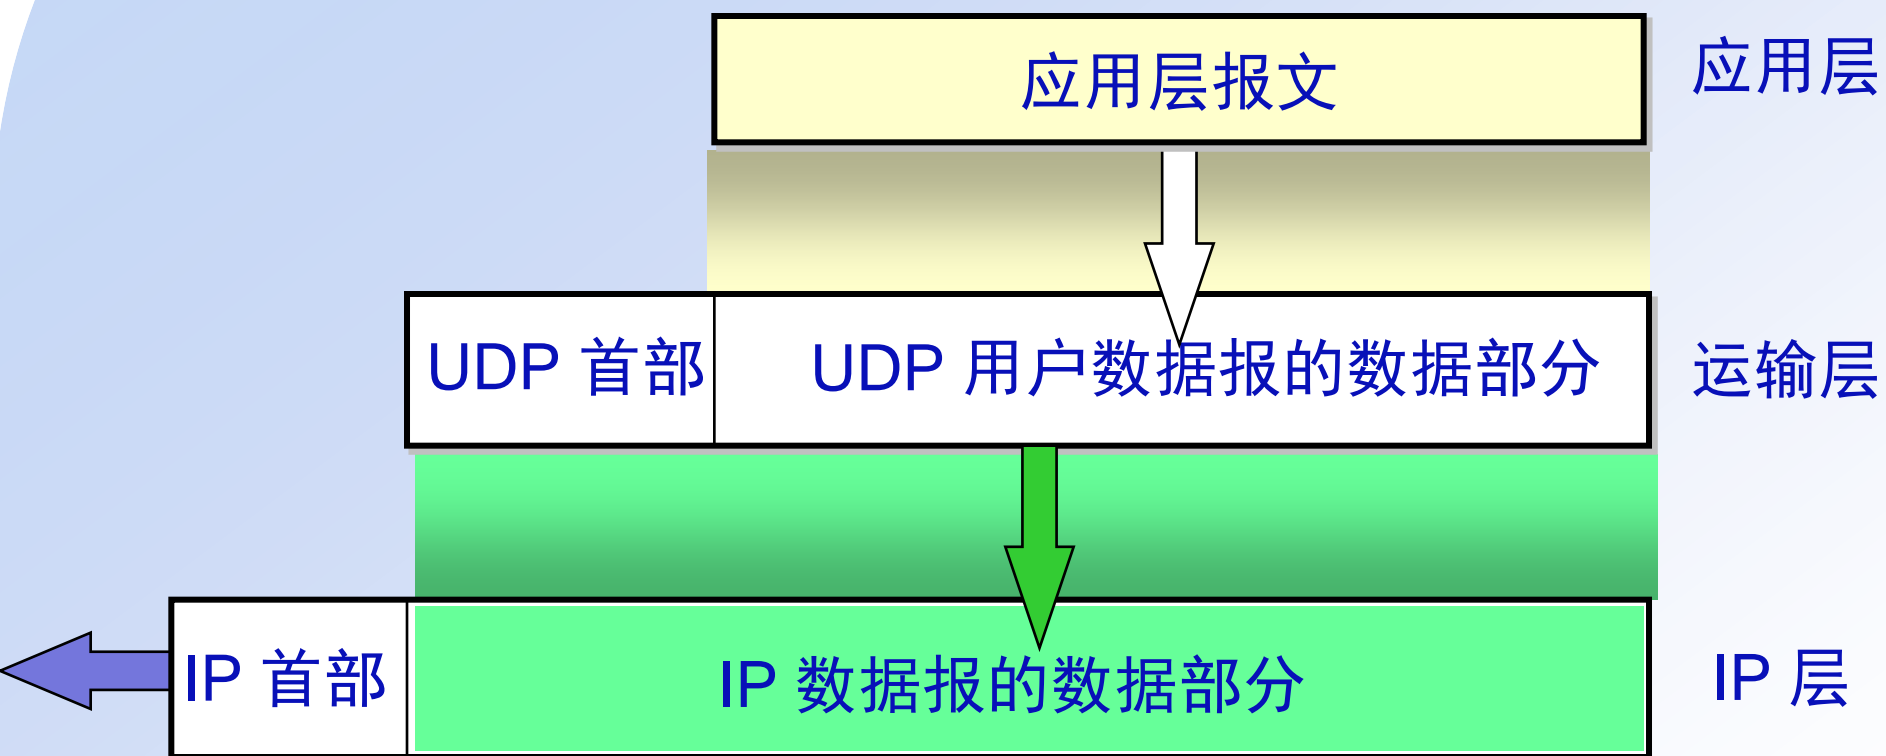 应用层报文
应用层
UDP 首部
UDP 用户数据报的数据部分
运输层
IP 首部
IP 数据报的数据部分
IP 层